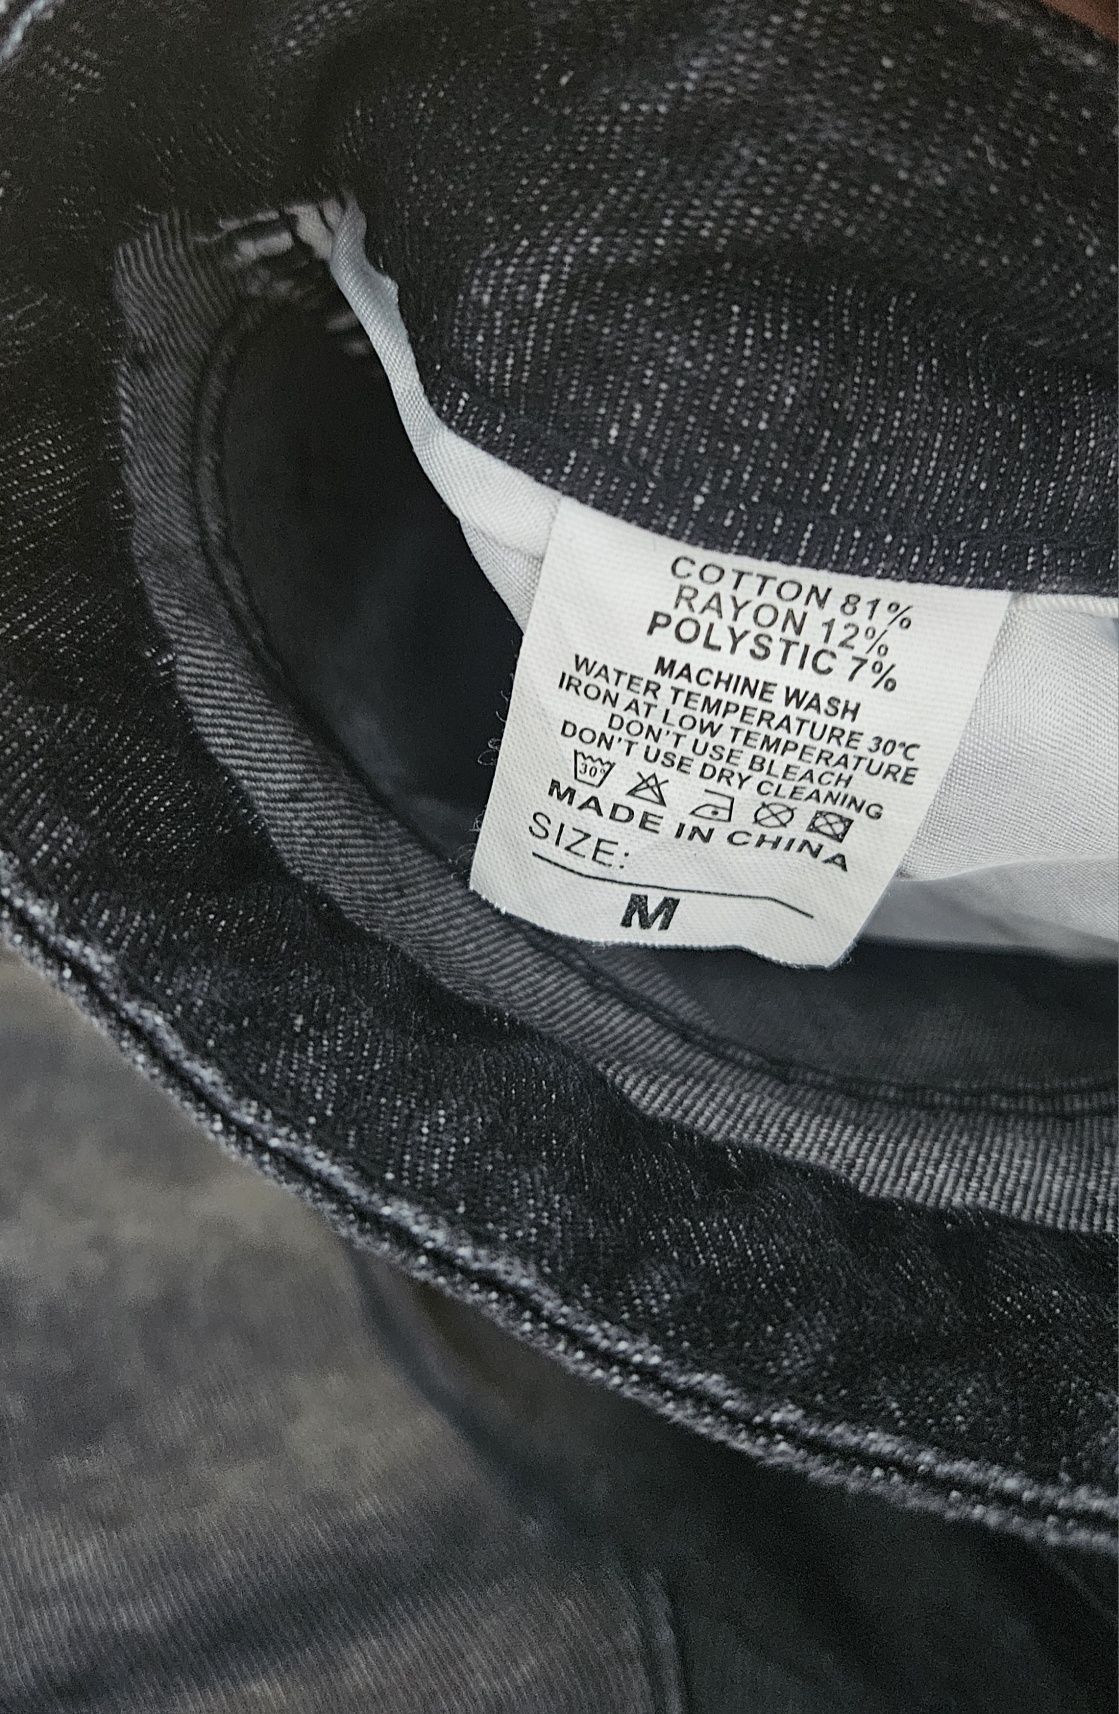 COTTON 81%
RAYON 12%
POLYSTIC 7%
MACHINE WASH
WATER TEMPERATURE 30℃
IRON AT LOW TEMPERATURE
DON'T USE BLEACH
DON'T USE DRY CLEANING
30°
MADE IN CHINA
SIZE:
M